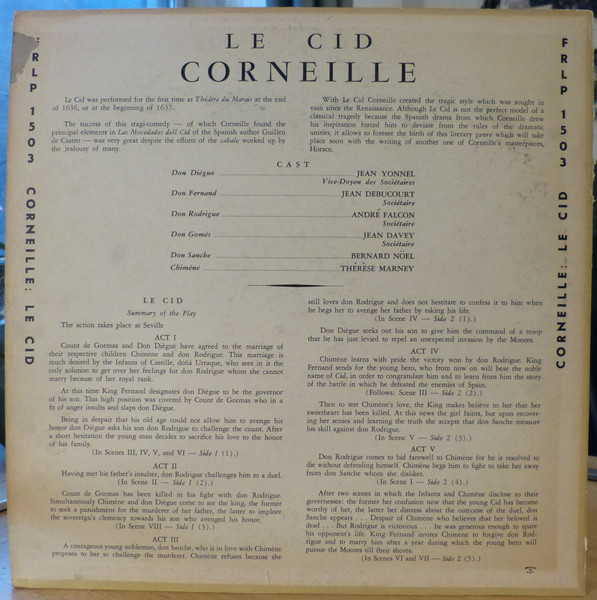 LE CID
CORNEILLE
Le Cid was performed for the first time at Théâtre du Marais at the end
of 1636, or at the beginning of 1637.
The success of this tragi-comedy — of which Corneille found the
principal elements in Las Mocedades dell Cid of the Spanish author Guillen
de Castro — was very great despite the efforts of the cabale worked up by
the jealousy of many.
With Le Cid Corneille created the tragic style which was sought in
vain since the Renaissance. Although Le Cid is not the perfect model of a
classical tragedy because the Spanish drama from which Corneille drew
his inspiration forced him to deviate from the rules of the dramatic
unities, it allows to foresee the birth of this literary genre which will take
place soon with the writing of another one of Corneille's masterpieces,
Horace.
CAST
Don Diègue JEAN YONNEL
Vice-Doyen des Sociétaires
Don Fernand JEAN DEBUCOURT
Sociétaire
Don Rodrigue ANDRÉ FALCON
Sociétaire
Don Gomés JEAN DAVEY
Sociétaire
Don Sanche BERNARD NÖEL
Chimène THÉRÈSE MARNEY
LE CID
Summary of the Play
The action takes place at Seville
ACT I
Count de Gormas and Don Diègue have agreed to the marriage of
their respective children Chimène and don Rodrigue. This marriage is
much desired by the Infanta of Castille, doña Urraque, who sees in it the
only solution to get over her feelings for don Rodrigue whom she cannot
marry because of her royal rank.
At this time King Fernand designates don Diègue to be the governor
of his son. This high position was coveted by Count de Gormas who in a
fit of anger insults and slaps don Diègue.
Being in despair that his old age could not allow him to avenge his
honor don Diègue asks his son don Rodrigue to challenge the count. After
a short hesitation the young man decides to sacrifice his love to the honor
of his family.
(In Scenes III, IV, V, and VI — Side 1 (1).)
ACT II
Having met his father's insulter, don Rodrigue challenges him to a duel.
(In Scene II — Side 1 (2).)
Count de Gormas has been killed in his fight with don Rodrigue.
Simultaneously Chimène and don Diègue come to see the king, the former
to seek a punishment for the murderer of her father, the latter to implore
the sovereign's clemency towards his son who avenged his honor.
(In Scene VIII — Side 1 (3).)
ACT III
A courageous young nobleman, don Sanche, who is in love with Chimène
proposes to her to challenge the murderer. Chimène refuses because she
still loves don Rodrigue and does not hestitate to confess it to him when
he begs her to avenge her father by taking his life.
(In Scene IV — Side 2 (1).)
Don Diègue seeks out his son to give him the command of a troop
that he has just levied to repel an unexpected invasion by the Moores.
ACT IV
Chimène learns with pride the victory won by don Rodrigue. King
Fernand sends for the young hero, who from now on will bear the noble
name of Cid, in order to congratulate him and to learn from him the story
of the battle in which he defeated the enemies of Spain.
(Follows: Scene III — Side 2 (2).)
Then to test Chimène's love, the King makes believe to her that her
sweetheart has been killed. At this news the girl faints, but upon recover-
ing her senses and learning the truth she accepts that don Sanche measure
his skill against don Rodrigue.
(In Scene V — Side 2 (3).)
ACT V
Don Rodrigue comes to bid farewell to Chimène for he is resolved to
die without defending himself. Chimène begs him to fight to take her away
from don Sanche whom she dislikes.
(In Scene I — Side 2 (4).)
After two scenes in which the Infanta and Chimène disclose to their
governesses: the former her confession now that the young Cid has become
worthy of her, the latter her distress about the outcome of the duel, don
Sanche appears . . . Despair of Chimène who believes that her beloved is
dead . . . But Rodrigue is victorious . . . he was generous enough to spare
his opponent's life. King Fernand invites Chimène to forgive don Rod-
rigue and to marry him after a year during which the young hero will
pursue the Moores till their shores.
(In Scenes VI and VII — Side 2 (5).)
FRLP 1503 CORNEILLE: LE CID
FRLP 1503 CORNEILLE: LE CID